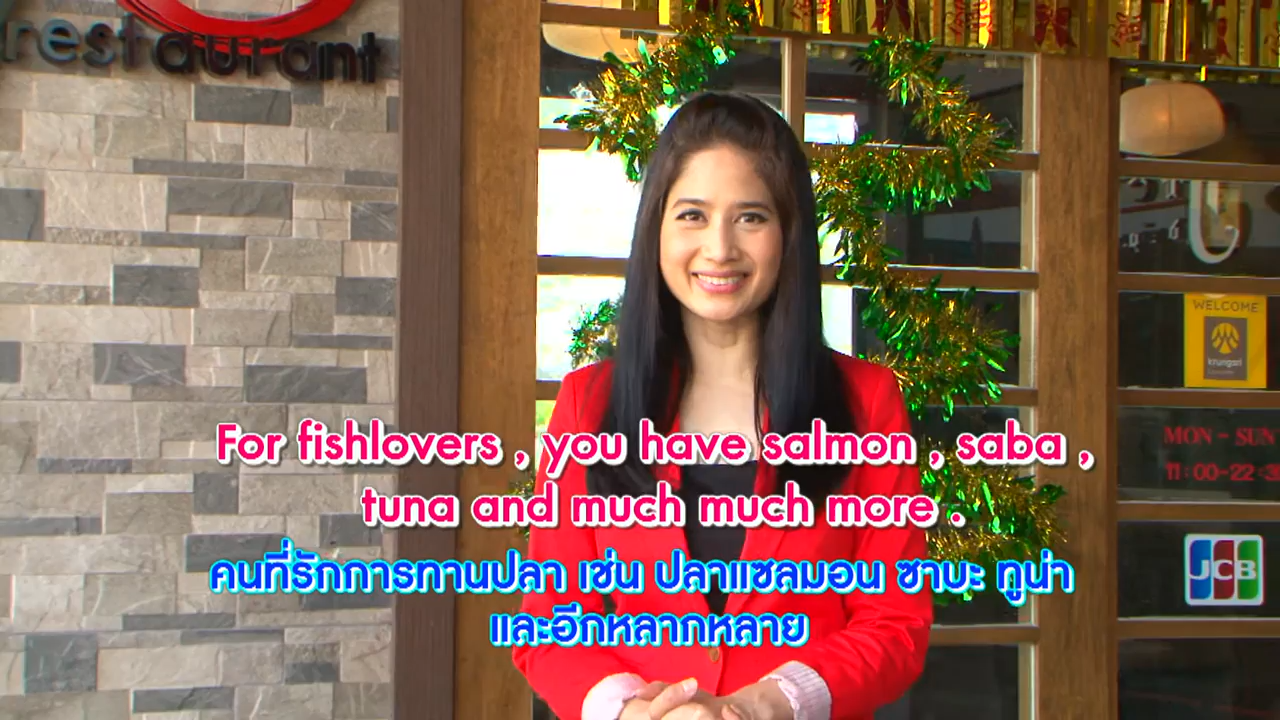 restaurant
WELCOME
krungsri
MON - SUN
JCB
For fishlovers , you have salmon , saba ,
tuna and much much more .
คนที่รักการทานปลา เช่น ปลาแซลมอน ซาบะ ทูน่า
และอีกหลากหลาย